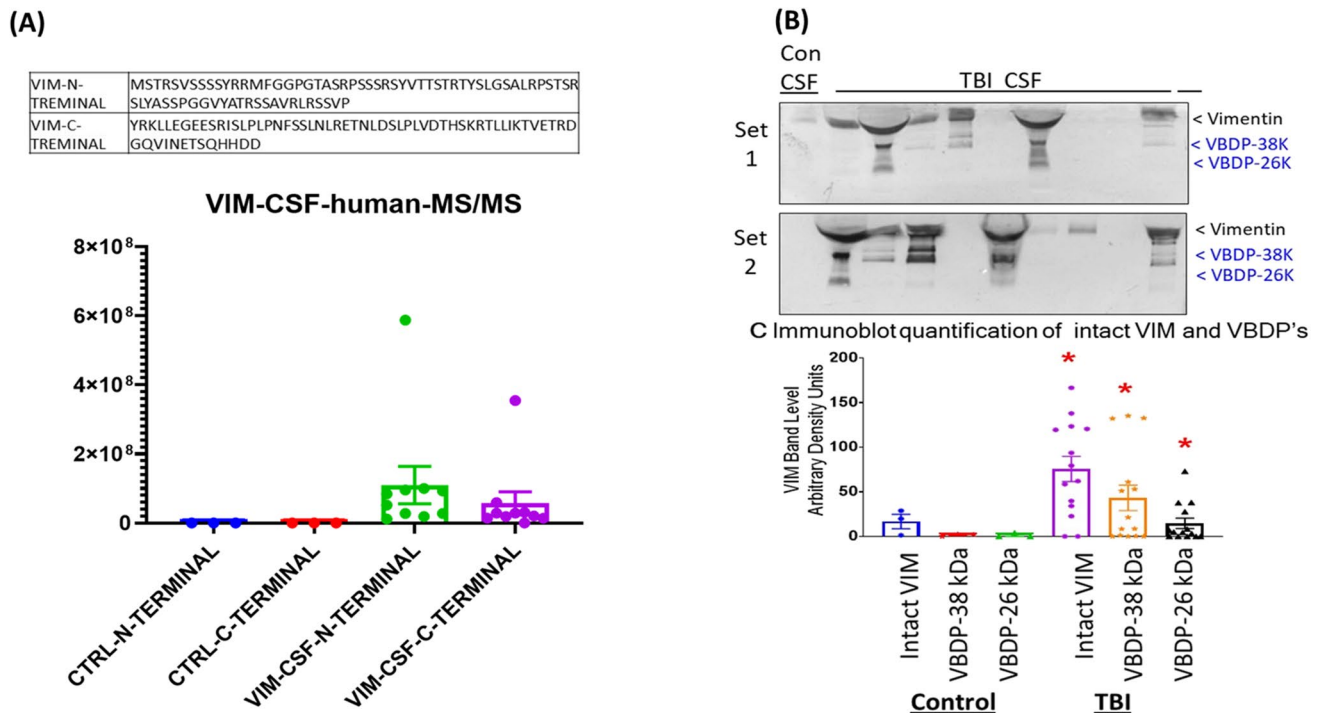 (A)
VIM-N-TREMINAL MSTRSVSSSSYRRMFGGPGTASRPSSSRSYVTTSTRTYSLGSALRPSTSR
SLYASSPGGVYATRSSAVRLRSSVP
VIM-C-TREMINAL YRKLLEGEESRISLPLPNFSSLNLRETNLDSLPLVDTHSKRTLLIKTVETRD
GQVINETSQHHDD
VIM-CSF-human-MS/MS
8×10⁸
6×10⁸
4×10⁸
2×10⁸
0
CTRL-N-TERMINAL
CTRL-C-TERMINAL
VIM-CSF-N-TERMINAL
VIM-CSF-C-TERMINAL
(B)
Con
CSF
TBI CSF
Set
1
< Vimentin
< VBDP-38K
< VBDP-26K
Set
2
< Vimentin
< VBDP-38K
< VBDP-26K
C Immunoblot quantification of intact VIM and VBDP's
VIM Band Level
Arbitrary Density Units
200
150
100
50
0
*
*
*
Intact VIM
VBDP-38 kDa
VBDP-26 kDa
Intact VIM
VBDP-38 kDa
VBDP-26 kDa
Control
TBI